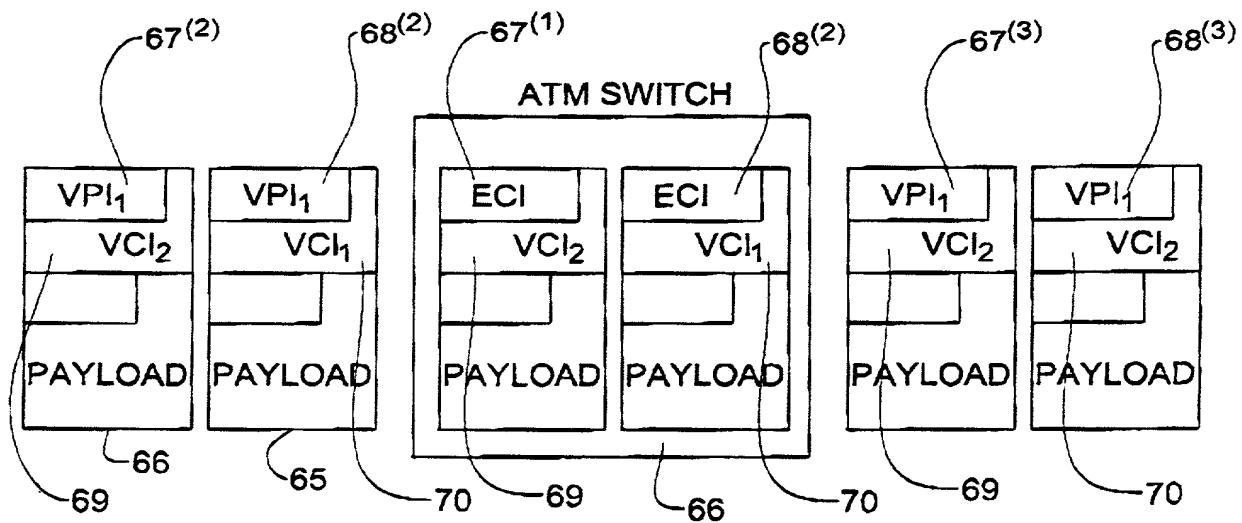 67(2) 68(2) 67(1) 68(2) 67(3) 68(3)
ATM SWITCH
VPI1 VPI1 ECI ECI VPI1 VPI1
VCI2 VCI1 VCI2 VCI1 VCI2 VCI2
PAYLOAD PAYLOAD PAYLOAD PAYLOAD PAYLOAD PAYLOAD
66 65 66
69 70 69 70 69 70